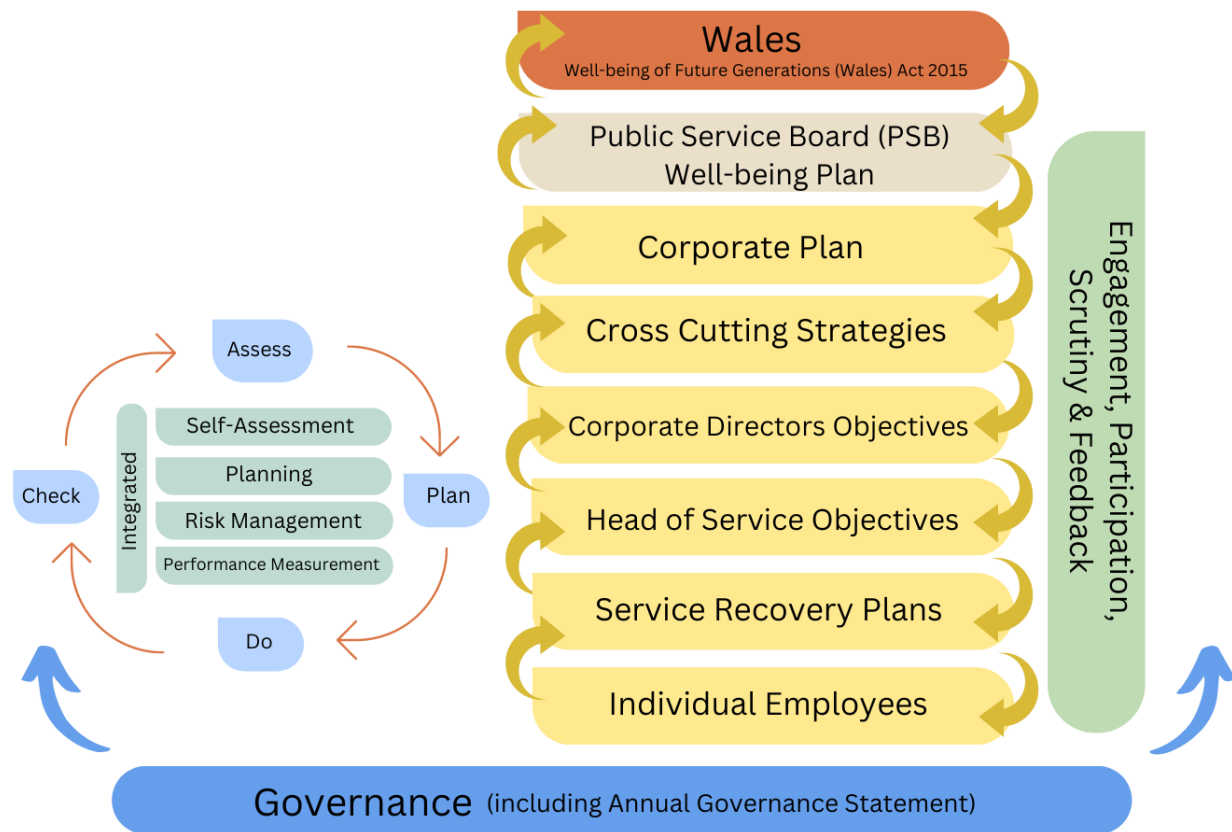 Wales
Well-being of Future Generations (Wales) Act 2015
Public Service Board (PSB)
Well-being Plan
Corporate Plan
Cross Cutting Strategies
Corporate Directors Objectives
Head of Service Objectives
Service Recovery Plans
Individual Employees
Engagement, Participation,
Scrutiny & Feedback
Assess
Plan
Do
Check
Integrated
Self-Assessment
Planning
Risk Management
Performance Measurement
Governance (including Annual Governance Statement)